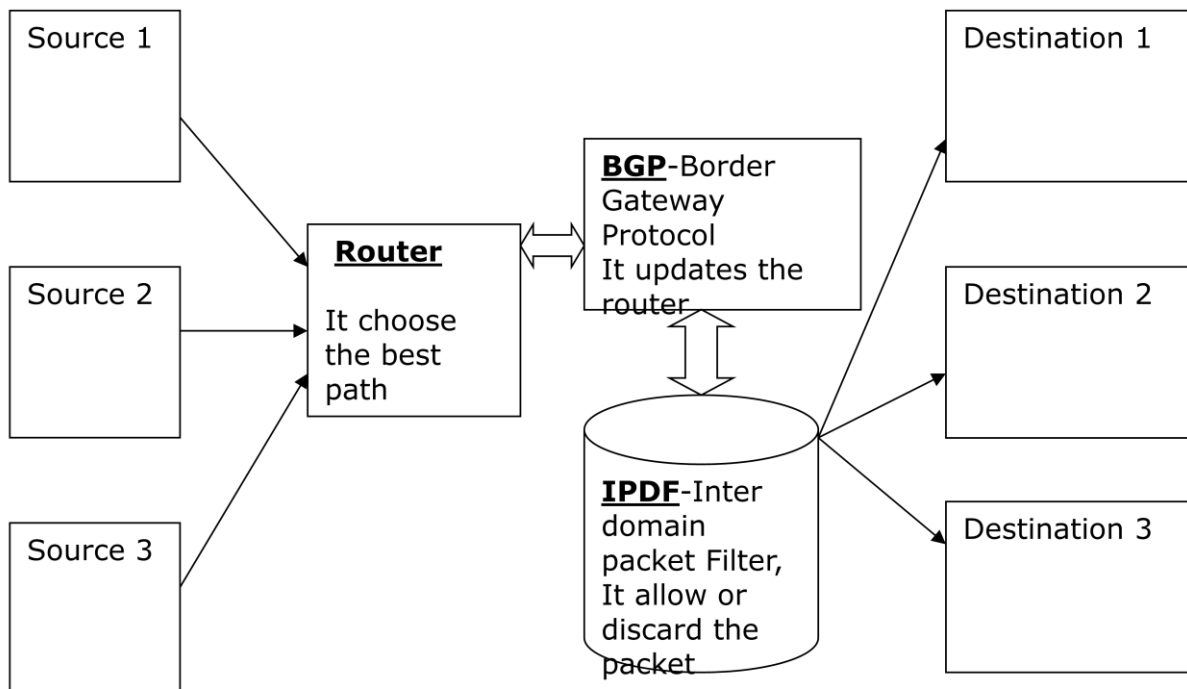 Source 1
Source 2
Source 3
Router
It choose
the best
path
BGP-Border
Gateway
Protocol
It updates the
router
IPDF-Inter
domain
packet Filter,
It allow or
discard the
packet
Destination 1
Destination 2
Destination 3